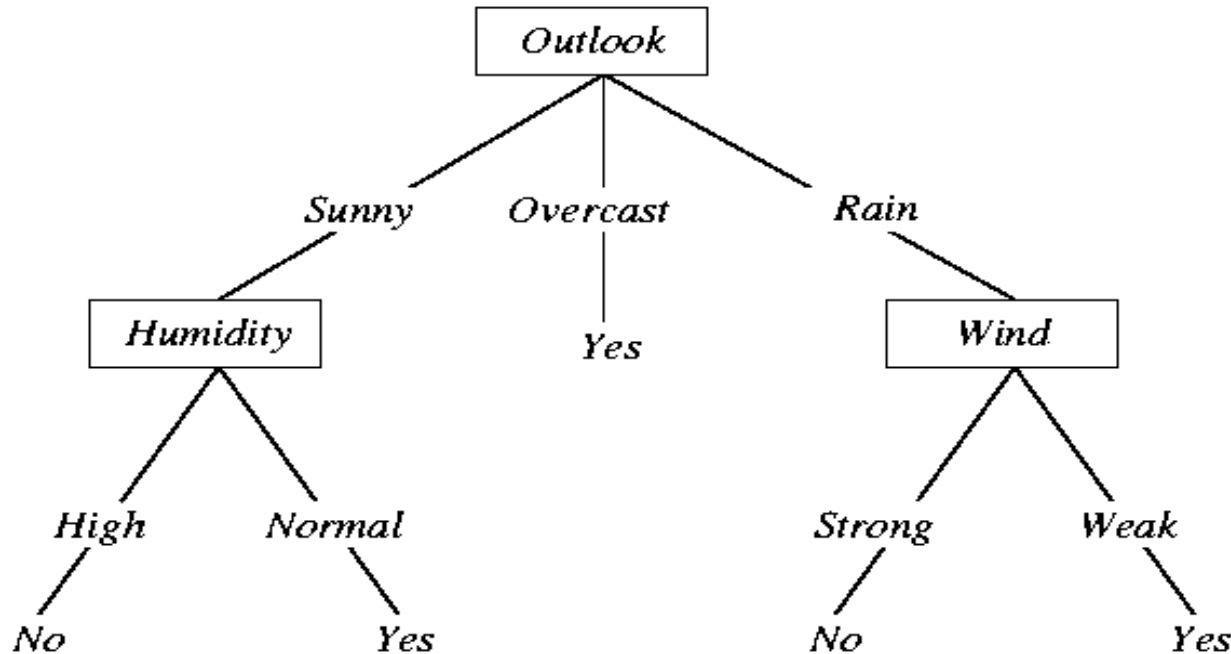 Outlook
Sunny Overcast Rain
Humidity Yes Wind
High Normal Strong Weak
No Yes No Yes